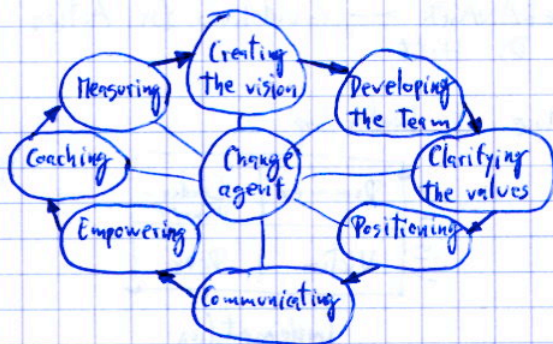 Creating
the vision
Developing
the Team
Clarifying
the values
Positioning
Communicating
Empowering
Coaching
Measuring
Change
agent